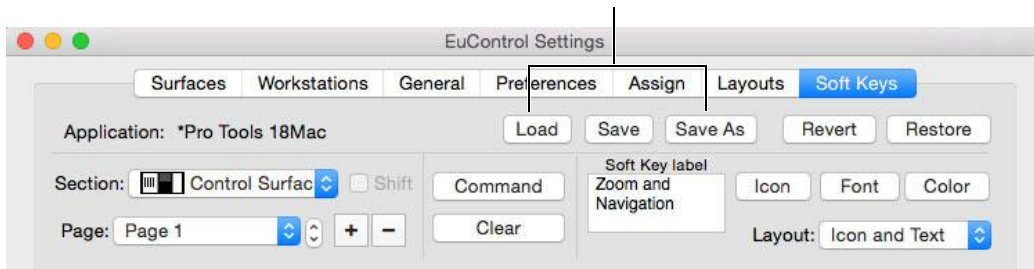 EuControl Settings
Surfaces Workstations General Preferences Assign Layouts Soft Keys
Application: *Pro Tools 18Mac Load Save Save As Revert Restore
Section: Control Surfac Shift Command Soft Key label Icon Font Color
Zoom and
Navigation
Page: Page 1 + - Clear Layout: Icon and Text